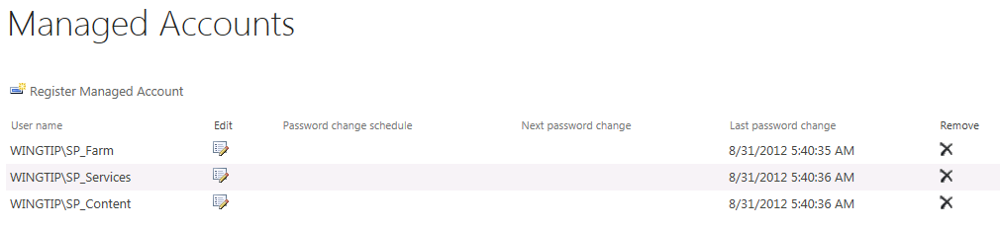 Managed Accounts
Register Managed Account
User name Edit Password change schedule Next password change Last password change Remove
WINGTIP\SP_Farm 8/31/2012 5:40:35 AM
WINGTIP\SP_Services 8/31/2012 5:40:36 AM
WINGTIP\SP_Content 8/31/2012 5:40:36 AM